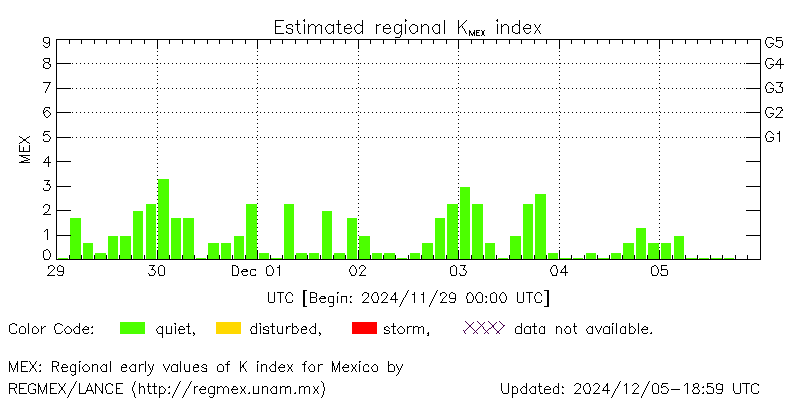 Estimated regional KMEX index
9
8
7
6
5
4
3
2
1
0
MEX
G5
G4
G3
G2
G1
29 30 Dec 01 02 03 04 05
UTC [Begin: 2024/11/29 00:00 UTC]
Color Code: quiet, disturbed, storm, data not available.
MEX: Regional early values of K index for Mexico by
REGMEX/LANCE (http://regmex.unam.mx) Updated: 2024/12/05-18:59 UTC